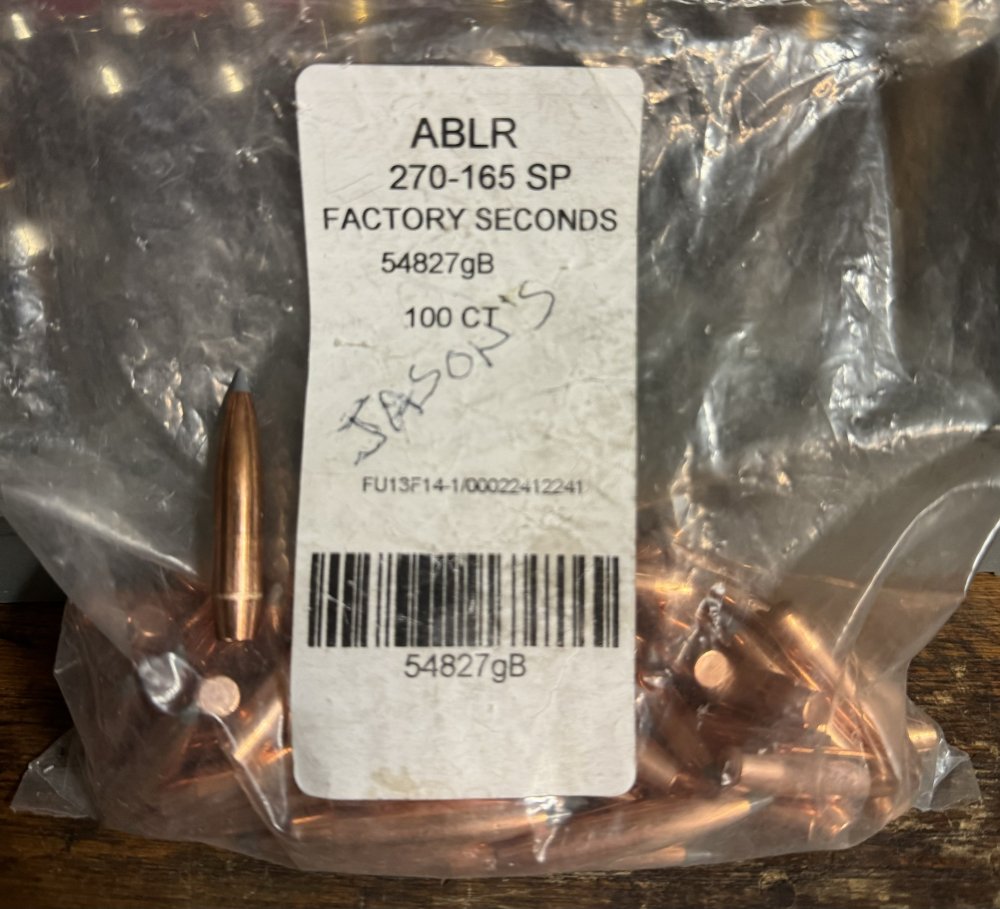 ABLR
270-165 SP
FACTORY SECONDS
54827gB
100 CT
JASON'S
FU13F14-1/00022412241
54827gB